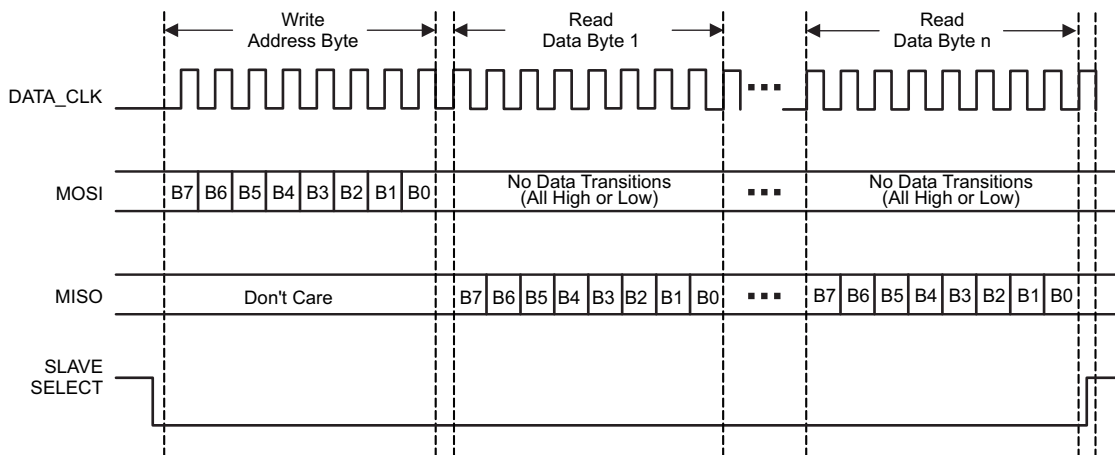 Write
Address Byte
Read
Data Byte 1
Read
Data Byte n
DATA_CLK
MOSI
B7 B6 B5 B4 B3 B2 B1 B0
No Data Transitions
(All High or Low)
No Data Transitions
(All High or Low)
MISO
Don't Care
B7 B6 B5 B4 B3 B2 B1 B0
B7 B6 B5 B4 B3 B2 B1 B0
SLAVE
SELECT